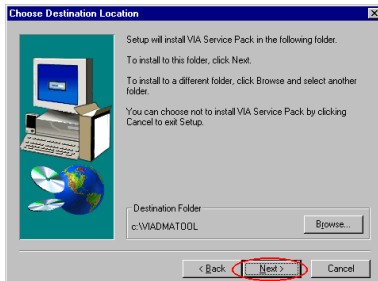 Choose Destination Location
Setup will install VIA Service Pack in the following folder.
To install to this folder, click Next.
To install to a different folder, click Browse and select another
folder.
You can choose not to install VIA Service Pack by clicking
Cancel to exit Setup.
Destination Folder
c:\VIADMATOOL
Browse...
< Back
Next >
Cancel